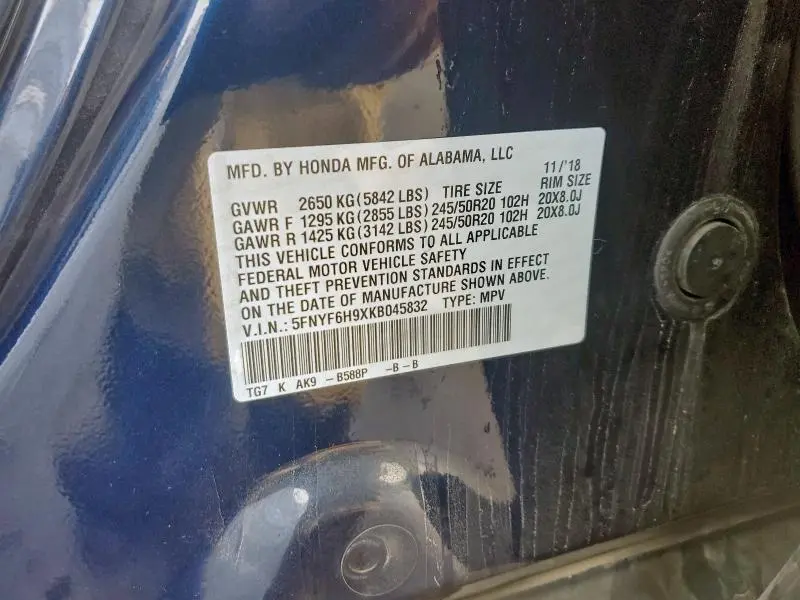 MFD. BY HONDA MFG. OF ALABAMA, LLC 11/'18
GVWR 2650 KG (5842 LBS) TIRE SIZE RIM SIZE
GAWR F 1295 KG (2855 LBS) 245/50R20 102H 20X8.0J
GAWR R 1425 KG (3142 LBS) 245/50R20 102H 20X8.0J
THIS VEHICLE CONFORMS TO ALL APPLICABLE
FEDERAL MOTOR VEHICLE SAFETY
AND THEFT PREVENTION STANDARDS IN EFFECT
ON THE DATE OF MANUFACTURE SHOWN ABOVE.
V.I.N.: 5FNYF6H9XKB045832 TYPE: MPV
TG7 K AK9 -B588P -B-B